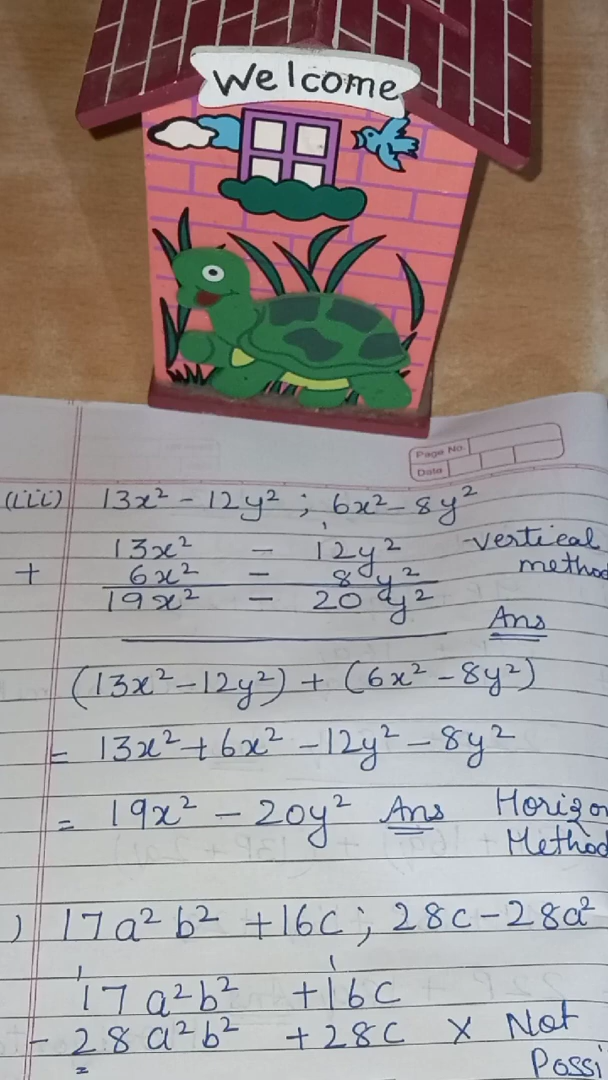 Welcome
Page No.
Date
(iii) 13x² - 12y² ; 6x² - 8y²
13x² - 12y² -vertical
+ 6x² - 8y² method
19x² - 20y²
Ans
(13x²-12y²) + (6x² - 8y²)
= 13x² + 6x² - 12y² - 8y²
= 19x² - 20y² Ans Horizon
Method
) 17a²b² + 16c ; 28c - 28a²
17a²b² + 16c
- 28a²b² + 28c x Not
Possi